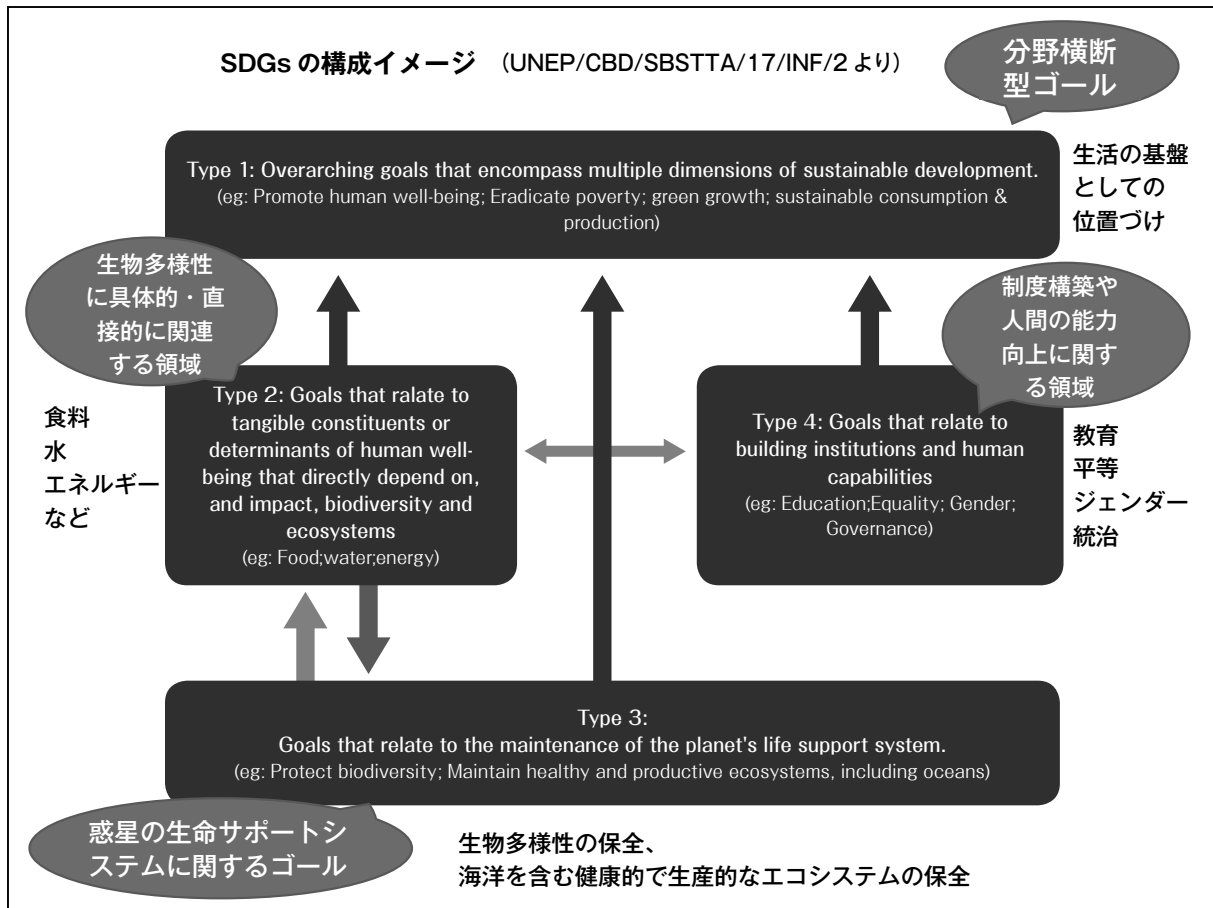 SDGs の構成イメージ (UNEP/CBD/SBSTTA/17/INF/2 より)
分野横断
型ゴール
Type 1: Overarching goals that encompass multiple dimensions of sustainable development.
(eg: Promote human well-being; Eradicate poverty; green growth; sustainable consumption &
production)
生活の基盤
としての
位置づけ
生物多様性
に具体的・直
接的に関連
する領域
制度構築や
人間の能力
向上に関す
る領域
食料
水
エネルギー
など
Type 2: Goals that ralate to
tangible constituents or
determinants of human well-
being that directly depend on,
and impact, biodiversity and
ecosystems
(eg: Food;water;energy)
Type 4: Goals that relate to
building institutions and human
capabilities
(eg: Education;Equality; Gender;
Governance)
教育
平等
ジェンダー
統治
Type 3:
Goals that relate to the maintenance of the planet's life support system.
(eg: Protect biodiversity; Maintain healthy and productive ecosystems, including oceans)
惑星の生命サポートシ
ステムに関するゴール
生物多様性の保全、
海洋を含む健康的で生産的なエコシステムの保全